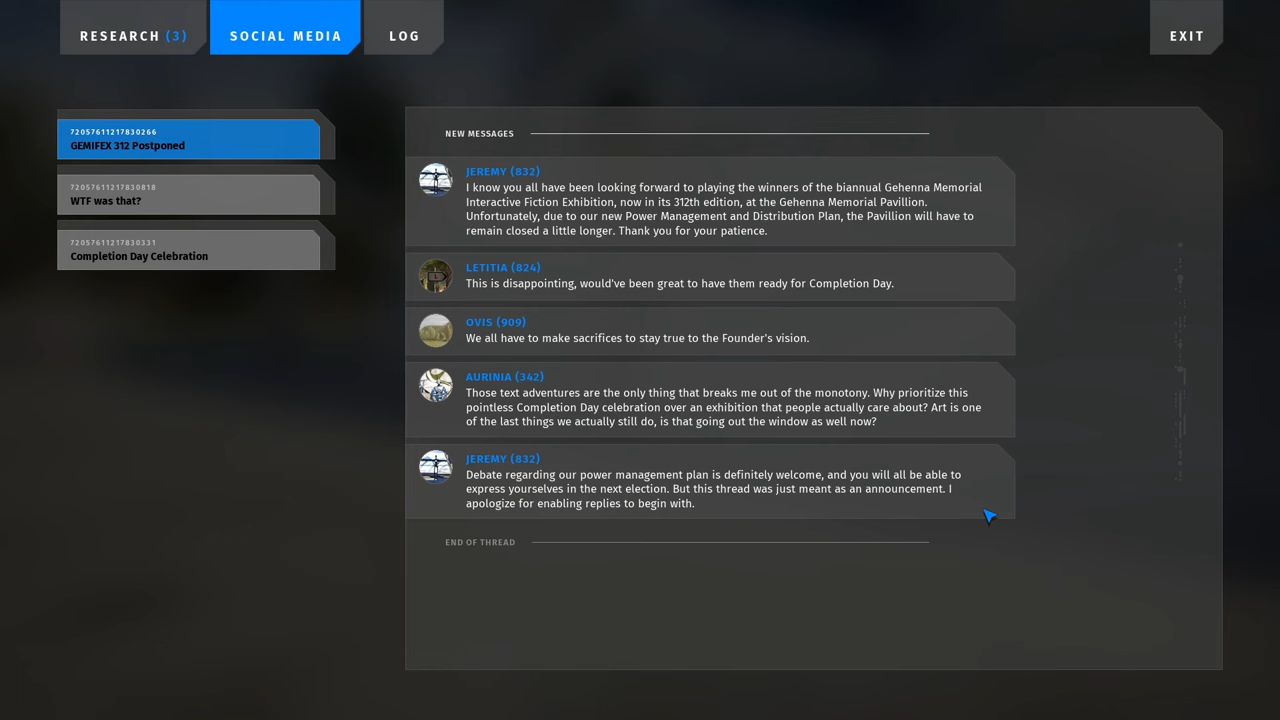 RESEARCH (3)
SOCIAL MEDIA
LOG
EXIT
72057611217830266
GEMIFEX 312 Postponed
72057611217830818
WTF was that?
72057611217830331
Completion Day Celebration
NEW MESSAGES
JEREMY (832)
I know you all have been looking forward to playing the winners of the biannual Gehenna Memorial
Interactive Fiction Exhibition, now in its 312th edition, at the Gehenna Memorial Pavillion.
Unfortunately, due to our new Power Management and Distribution Plan, the Pavillion will have to
remain closed a little longer. Thank you for your patience.
LETITIA (824)
This is disappointing, would've been great to have them ready for Completion Day.
OVIS (909)
We all have to make sacrifices to stay true to the Founder's vision.
AURINIA (342)
Those text adventures are the only thing that breaks me out of the monotony. Why prioritize this
pointless Completion Day celebration over an exhibition that people actually care about? Art is one
of the last things we actually still do, is that going out the window as well now?
JEREMY (832)
Debate regarding our power management plan is definitely welcome, and you will all be able to
express yourselves in the next election. But this thread was just meant as an announcement. I
apologize for enabling replies to begin with.
END OF THREAD